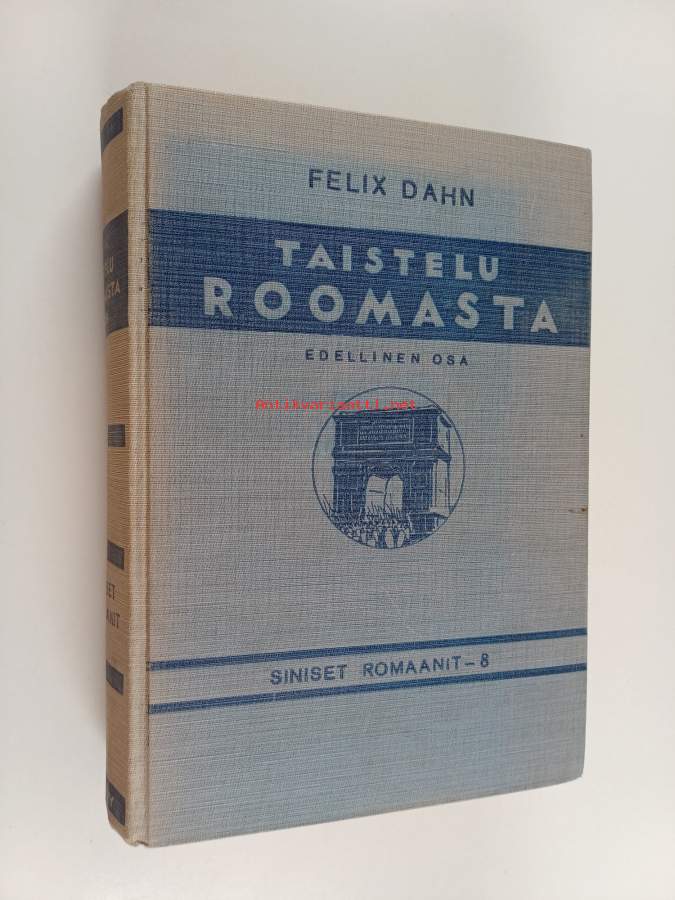 FELIX DAHN
TAISTELU
ROOMASTA
EDELLINEN OSA
Antikvariaatti.net
SINISET ROMAANIT - 8